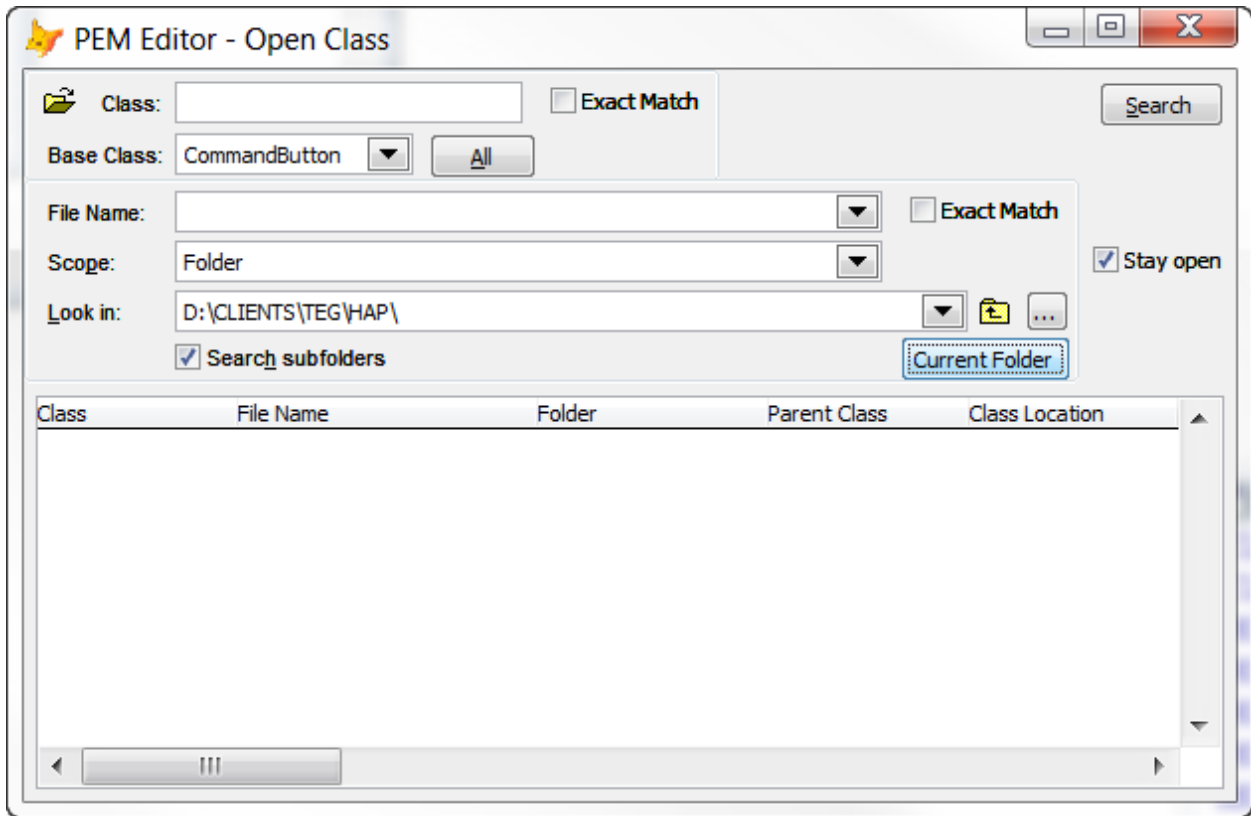 PEM Editor - Open Class
Class: Exact Match Search
Base Class: CommandButton All
File Name: Exact Match
Scope: Folder Stay open
Look in: D:\CLIENTS\TEG\HAP\ ...
Search subfolders Current Folder
Class File Name Folder Parent Class Class Location